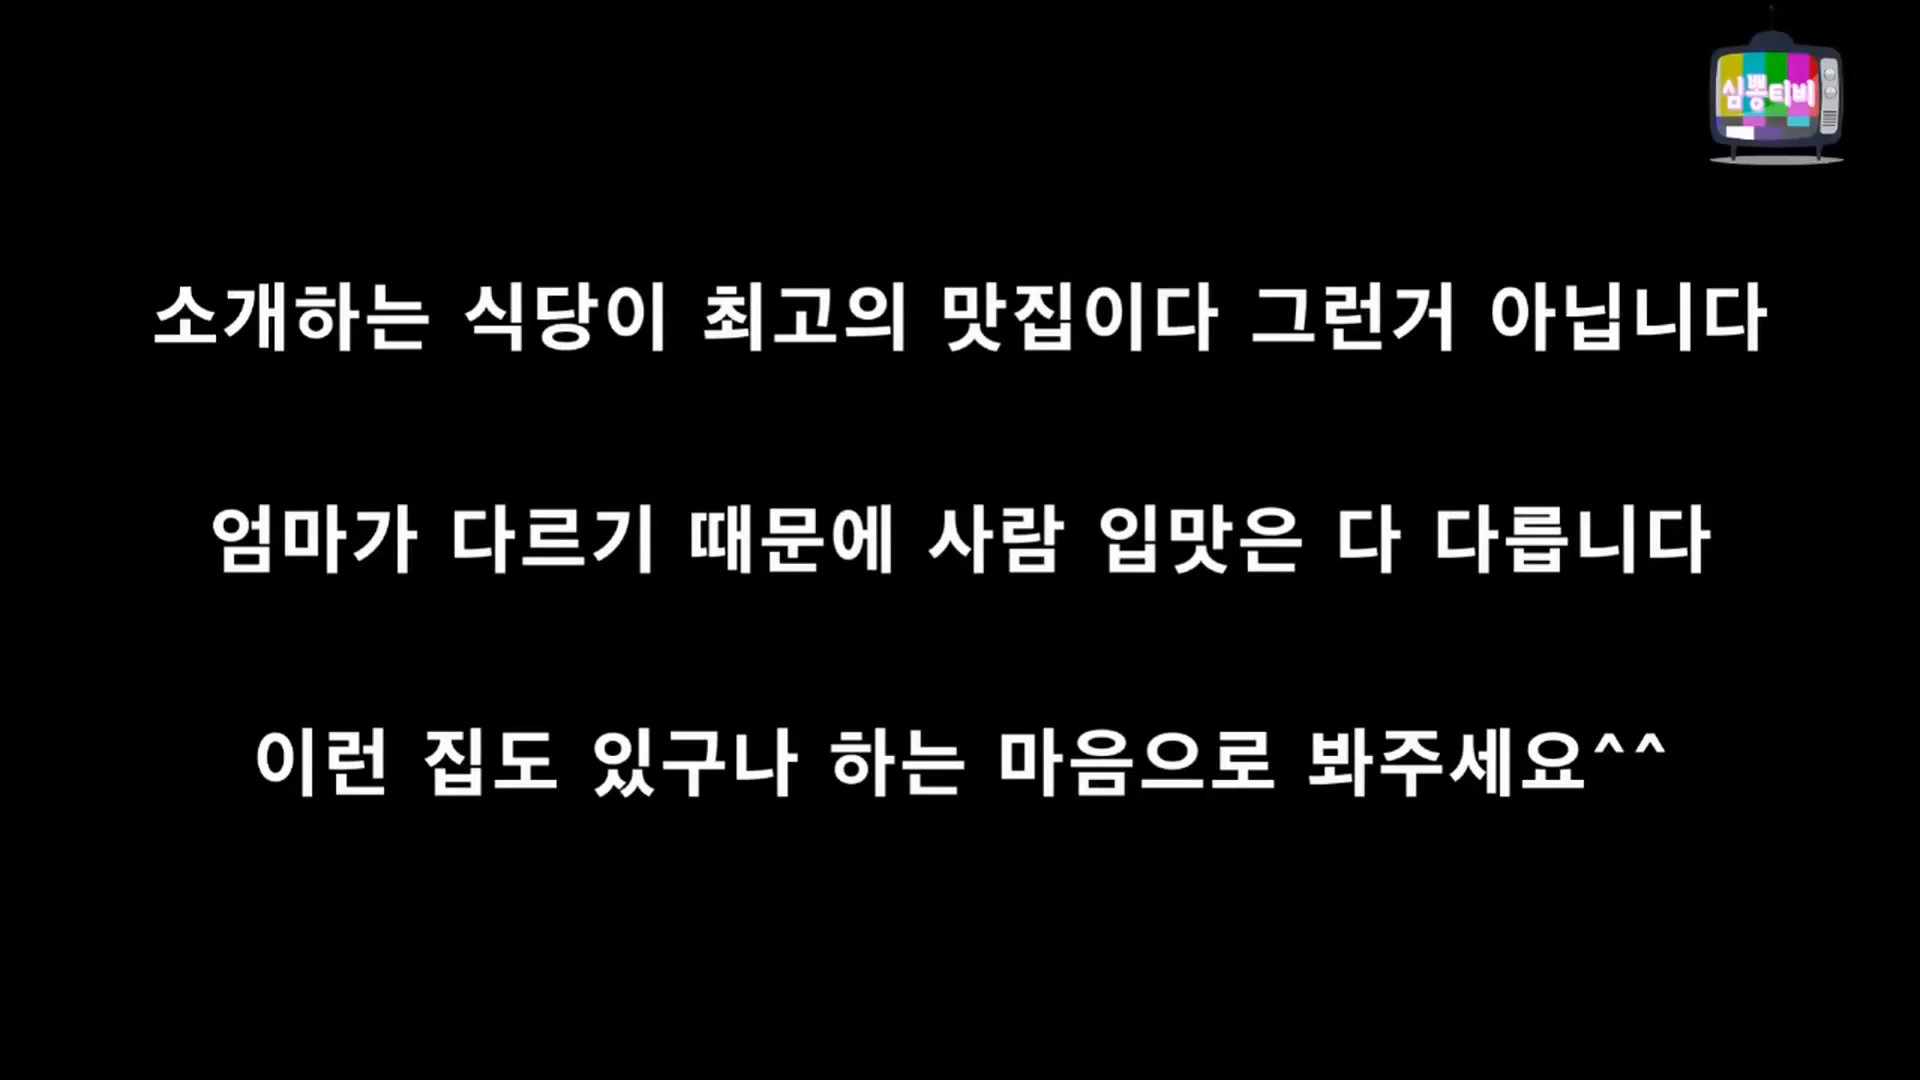 심뽕티비
소개하는 식당이 최고의 맛집이다 그런거 아닙니다
엄마가 다르기 때문에 사람 입맛은 다 다릅니다
이런 집도 있구나 하는 마음으로 봐주세요^^